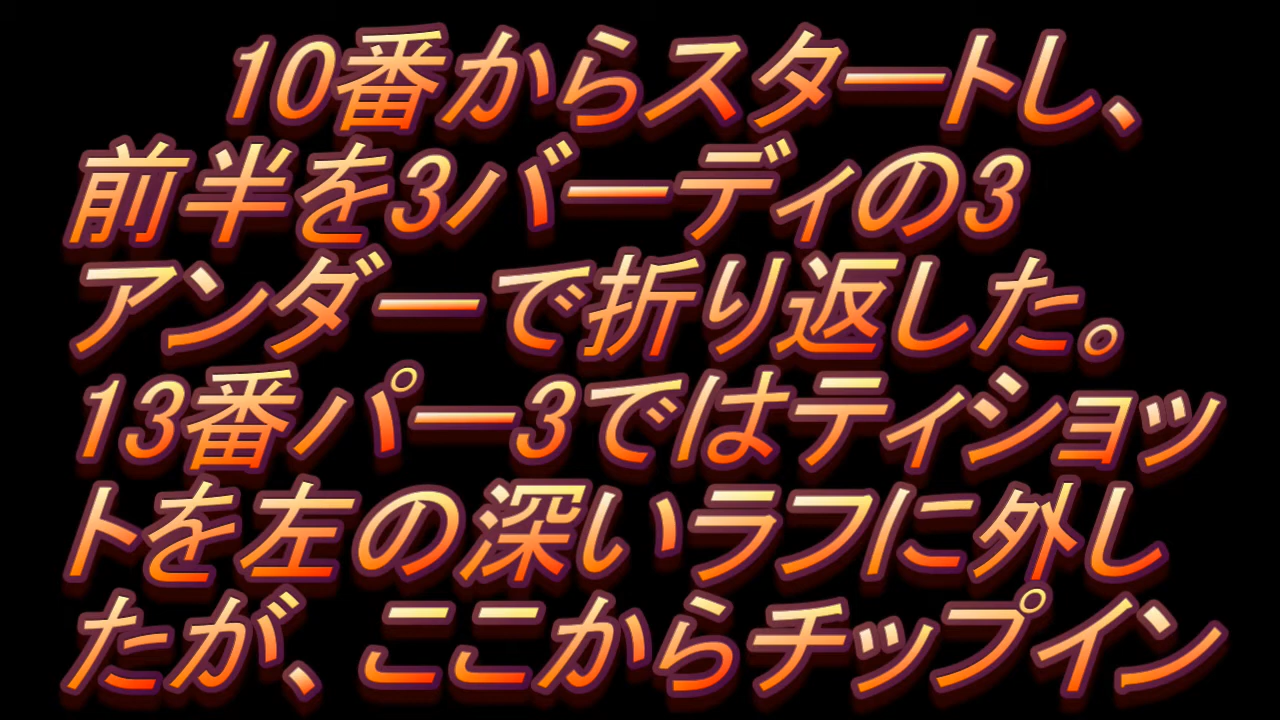 10番からスタートし、
前半を3バーディの3
アンダーで折り返した。
13番パー3ではティショッ
トを左の深いラフに外し
たが、ここからチップイン